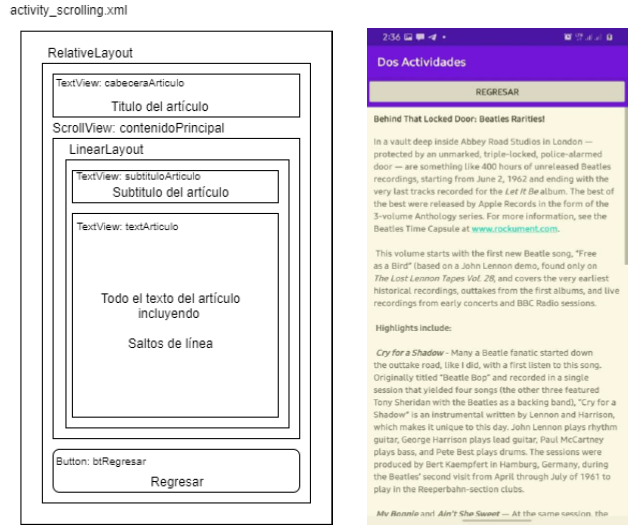 activity_scrolling.xml
RelativeLayout
TextView: cabeceraArticulo
Titulo del artículo
ScrollView: contenidoPrincipal
LinearLayout
TextView: subtituloArticulo
Subtitulo del artículo
TextView: textArticulo
Todo el texto del artículo
incluyendo
Saltos de línea
Button: btRegresar
Regresar
2:36
Dos Actividades
REGRESAR
Behind That Locked Door: Beatles Rarities!
In a vault deep inside Abbey Road Studios in London —
protected by an unmarked, triple-locked, police-alarmed
door — are something like 400 hours of unreleased Beatles
recordings, starting from June 2, 1962 and ending with the
very last tracks recorded for the Let It Be album. The best of
the best were released by Apple Records in the form of the
3-volume Anthology series. For more information, see the
Beatles Time Capsule at www.rockument.com.
This volume starts with the first new Beatle song, "Free
as a Bird" (based on a John Lennon demo, found only on
The Lost Lennon Tapes Vol. 28, and covers the very earliest
historical recordings, outtakes from the first albums, and live
recordings from early concerts and BBC Radio sessions.
Highlights include:
Cry for a Shadow - Many a Beatle fanatic started down
the outtake road, like I did, with a first listen to this song.
Originally titled "Beatle Bop" and recorded in a single
session that yielded four songs (the other three featured
Tony Sheridan with the Beatles as a backing band), "Cry for a
Shadow" is an instrumental written by Lennon and Harrison,
which makes it unique to this day. John Lennon plays rhythm
guitar, George Harrison plays lead guitar, Paul McCartney
plays bass, and Pete Best plays drums. The sessions were
produced by Bert Kaempfert in Hamburg, Germany, during
the Beatles' second visit from April through July of 1961 to
play in the Reeperbahn-section clubs.
My Bonnie and Ain't She Sweet — At the same session, the